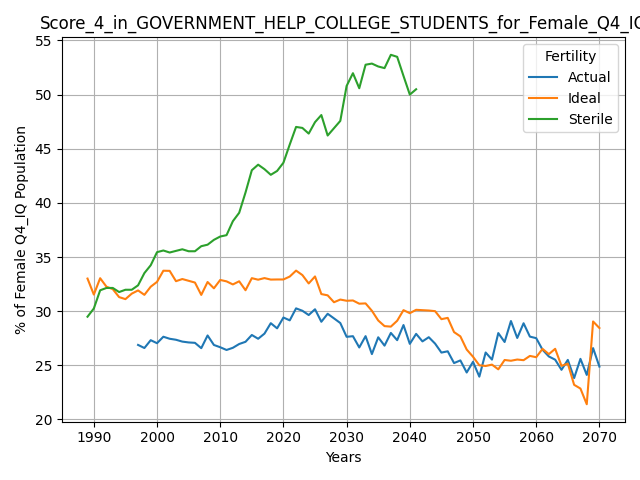 Score_4_in_GOVERNMENT_HELP_COLLEGE_STUDENTS_for_Female_Q4_IQ
55
50
45
40
35
30
25
20
% of Female Q4_IQ Population
Fertility
Actual
Ideal
Sterile
1990 2000 2010 2020 2030 2040 2050 2060 2070
Years